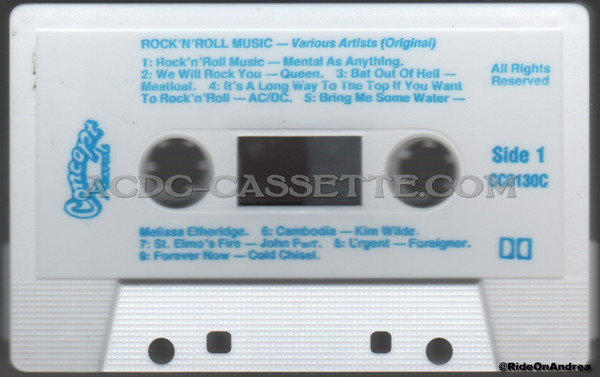 ROCK'N'ROLL MUSIC — Various Artists (Original)
1: Rock'n'Roll Music — Mental As Anything.
2: We Will Rock You — Queen. 3: Bat Out Of Hell —
Meatloaf. 4: It's A Long Way To The Top If You Want
To Rock'n'Roll — AC/DC. 5: Bring Me Some Water —
All Rights
Reserved
Concept
Records
Side 1
CC0130C
ACDC-CASSETTE.COM
Melissa Etheridge. 6: Cambodia — Kim Wilde.
7: St. Elmo's Fire — John Parr. 8: Urgent — Foreigner.
9: Forever Now — Cold Chisel.
@RideOnAndrea